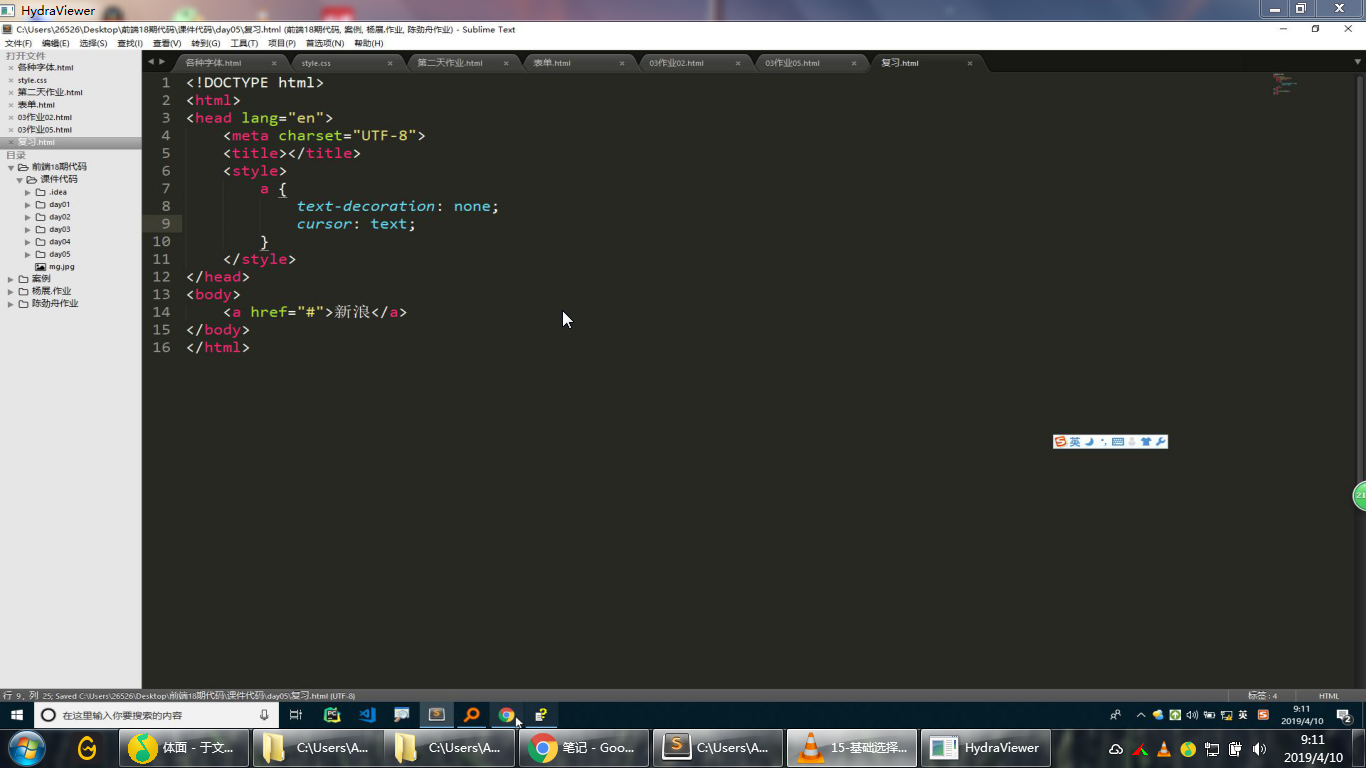 HydraViewer
C:\Users\26526\Desktop\前端18期代码\课件代码\day05\复习.html (前端18期代码, 案例, 杨展.作业, 陈劲舟作业) - Sublime Text
文件(F) 编辑(E) 选择(S) 查找(I) 查看(V) 转到(G) 工具(T) 项目(P) 首选项(N) 帮助(H)
打开文件
各种字体.html
style.css
第二天作业.html
表单.html
03作业02.html
03作业05.html
复习.html
目录
前端18期代码
课件代码
.idea
day01
day02
day03
day04
day05
mg.jpg
案例
杨展.作业
陈劲舟作业
各种字体.html style.css 第二天作业.html 表单.html 03作业02.html 03作业05.html 复习.html
1 <!DOCTYPE html>
2 <html>
3 <head lang="en">
4 <meta charset="UTF-8">
5 <title></title>
6 <style>
7 a {
8 text-decoration: none;
9 cursor: text;
10 }
11 </style>
12 </head>
13 <body>
14 <a href="#">新浪</a>
15 </body>
16 </html>
英
21
行 9, 列 25; Saved C:\Users\26526\Desktop\前端18期代码\课件代码\day05\复习.html (UTF-8) 标签: 4 HTML
在这里输入你要搜索的内容
英
9:11
2019/4/10
2
体面 - 于文... C:\Users\A... C:\Users\A... 笔记 - Goo... C:\Users\A... 15-基础选择... HydraViewer
9:11
2019/4/10